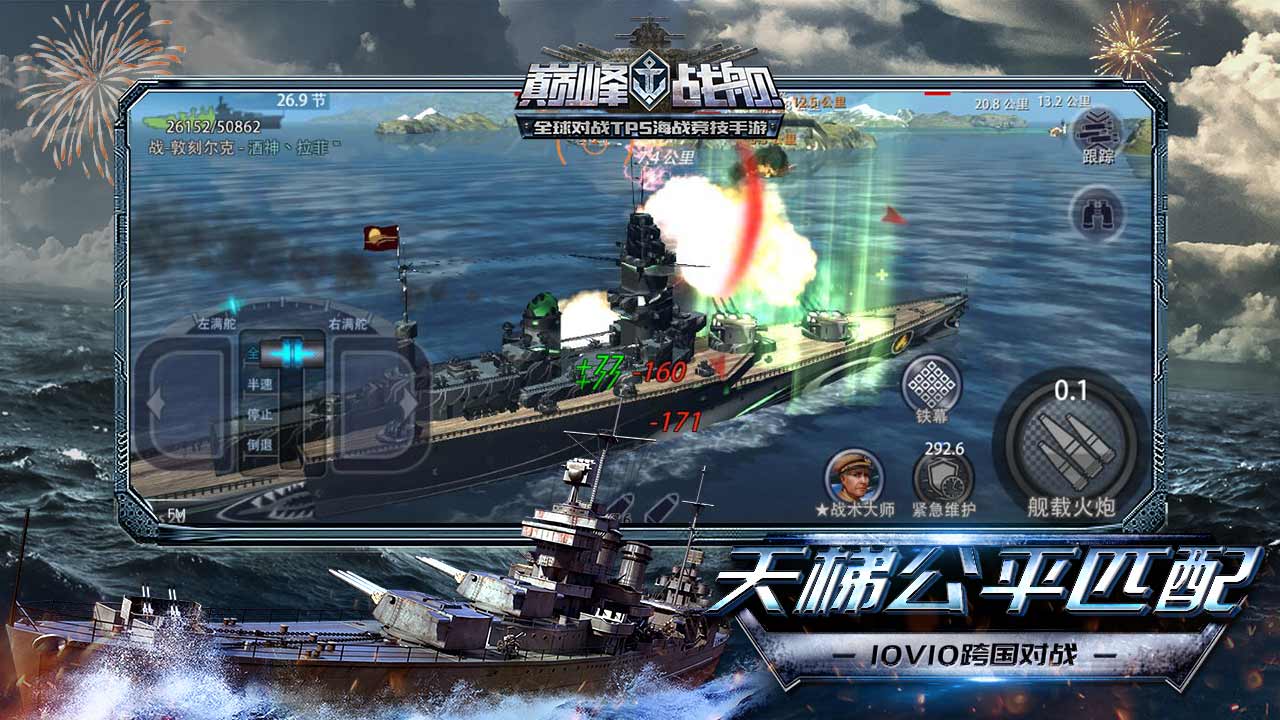 巅峰战舰
全球对战TPS海战竞技手游
26.9 节
26152/50862
战-敦刻尔克-酒神丶拉菲
12.5公里
20.8 公里
13.2 公里
7.4公里
跟踪
左满舵
右满舵
全
半速
停止
倒退
+33
-160
-171
铁幕
0.1
292.6
★战术大师
紧急维护
舰载火炮
天梯公平匹配
10V10跨国对战